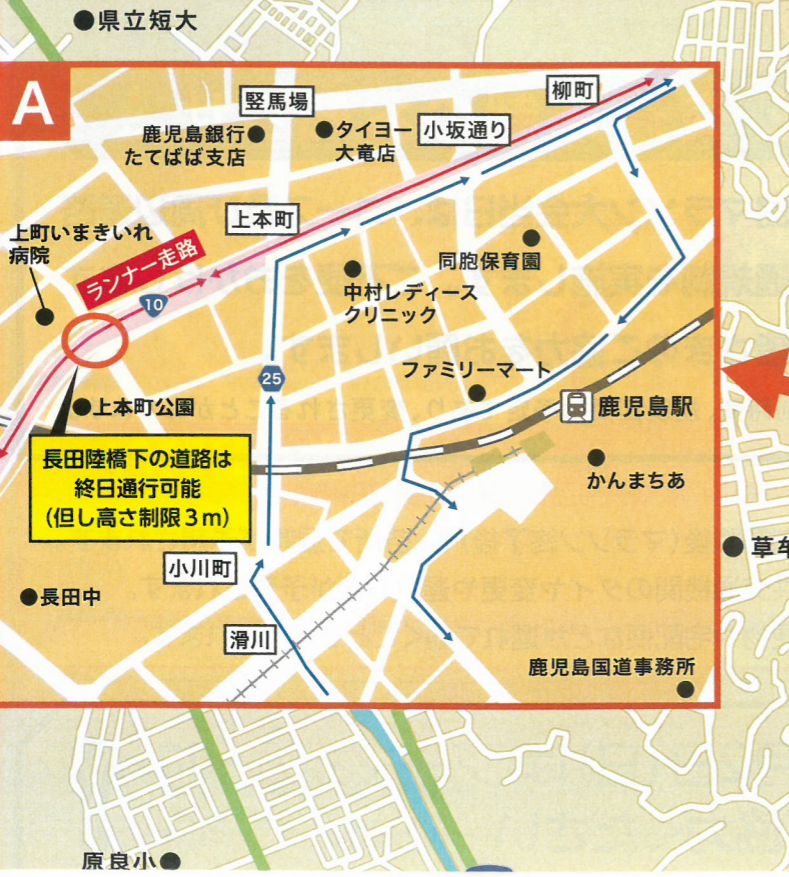 県立短大
A
竪馬場
柳町
鹿児島銀行
たてばば支店
タイヨー
大竜店
小坂通り
上本町
上町いまきいれ
病院
ランナー走路
10
同胞保育園
中村レディース
クリニック
25
ファミリーマート
鹿児島駅
上本町公園
長田陸橋下の道路は
終日通行可能
(但し高さ制限3m)
かんまちあ
小川町
長田中
滑川
鹿児島国道事務所
原良小